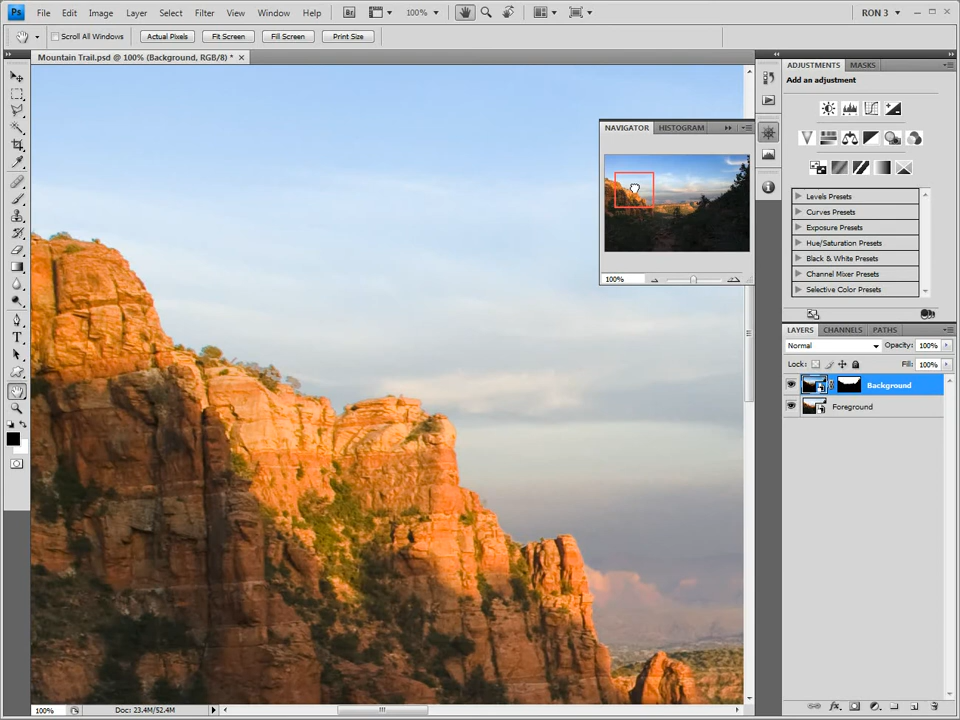 Ps File Edit Image Layer Select Filter View Window Help Br 100% RON 3
Scroll All Windows Actual Pixels Fit Screen Fill Screen Print Size
Mountain Trail.psd @ 100% (Background, RGB/8) *
NAVIGATOR HISTOGRAM
100%
ADJUSTMENTS MASKS
Add an adjustment
Levels Presets
Curves Presets
Exposure Presets
Hue/Saturation Presets
Black & White Presets
Channel Mixer Presets
Selective Color Presets
LAYERS CHANNELS PATHS
Normal Opacity: 100%
Lock: Fill: 100%
Background
Foreground
100% Doc: 23.4M/52.4M